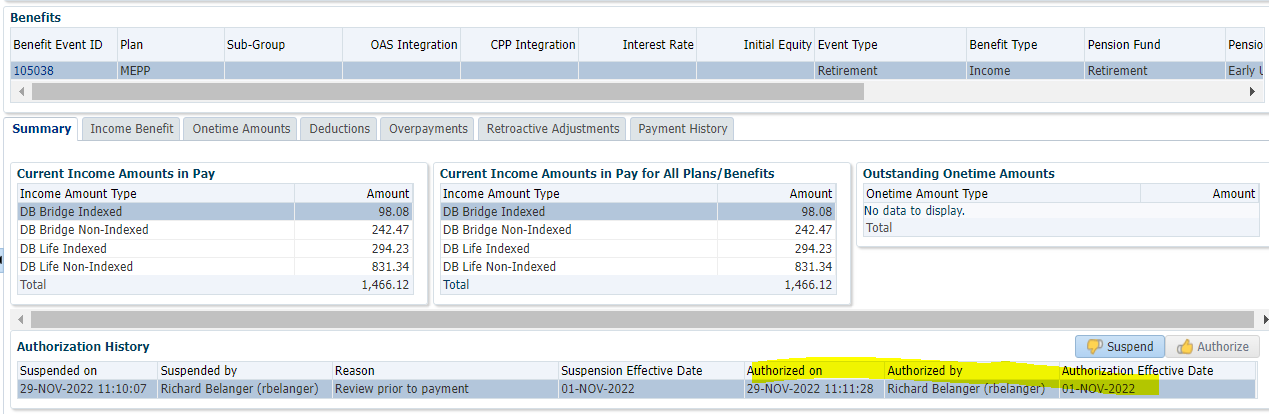 Benefits
Benefit Event ID Plan Sub-Group OAS Integration CPP Integration Interest Rate Initial Equity Event Type Benefit Type Pension Fund Pensio
105038 MEPP Retirement Income Retirement Early U
Summary Income Benefit Onetime Amounts Deductions Overpayments Retroactive Adjustments Payment History
Current Income Amounts in Pay
Income Amount Type Amount
DB Bridge Indexed 98.08
DB Bridge Non-Indexed 242.47
DB Life Indexed 294.23
DB Life Non-Indexed 831.34
Total 1,466.12
Current Income Amounts in Pay for All Plans/Benefits
Income Amount Type Amount
DB Bridge Indexed 98.08
DB Bridge Non-Indexed 242.47
DB Life Indexed 294.23
DB Life Non-Indexed 831.34
Total 1,466.12
Outstanding Onetime Amounts
Onetime Amount Type Amount
No data to display.
Total
Authorization History
Suspend Authorize
Suspended on Suspended by Reason Suspension Effective Date Authorized on Authorized by Authorization Effective Date
29-NOV-2022 11:10:07 Richard Belanger (rbelanger) Review prior to payment 01-NOV-2022 29-NOV-2022 11:11:28 Richard Belanger (rbelanger) 01-NOV-2022